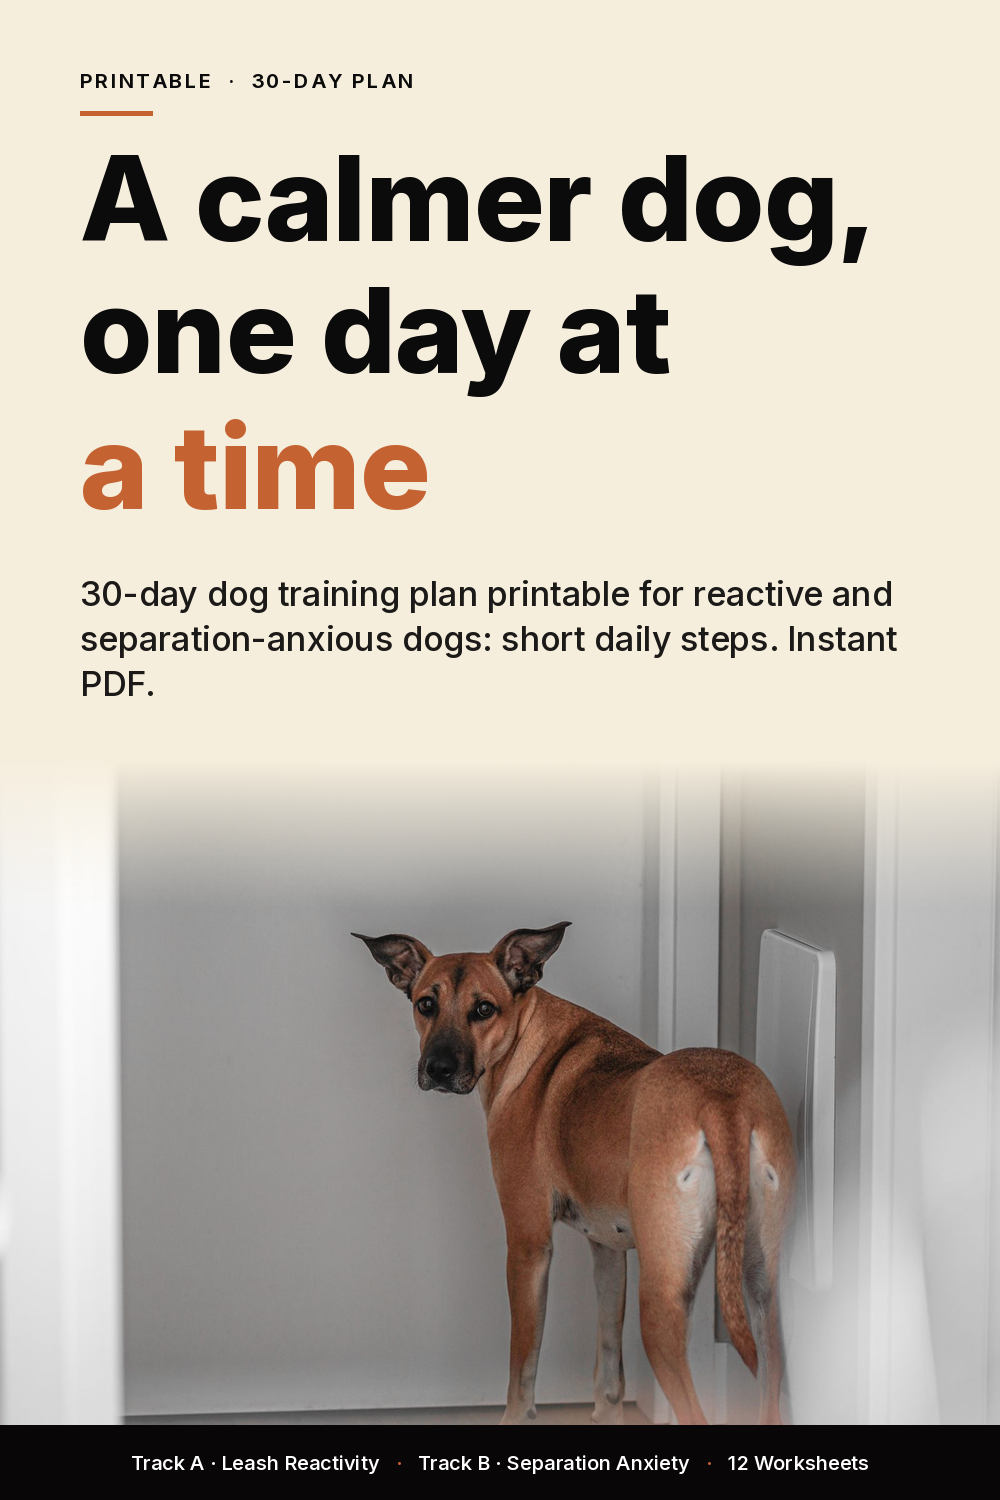 PRINTABLE · 30-DAY PLAN
A calmer dog,
one day at
a time
30-day dog training plan printable for reactive and
separation-anxious dogs: short daily steps. Instant
PDF.
Track A · Leash Reactivity · Track B · Separation Anxiety · 12 Worksheets